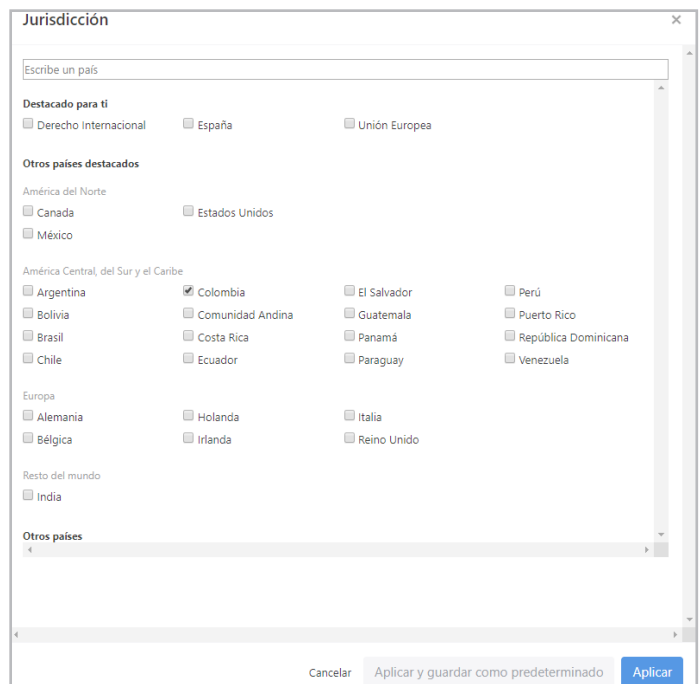 Jurisdicción
Escribe un país
Destacado para ti
Derecho Internacional España Unión Europea
Otros países destacados
América del Norte
Canada Estados Unidos
México
América Central, del Sur y el Caribe
Argentina Colombia El Salvador Perú
Bolivia Comunidad Andina Guatemala Puerto Rico
Brasil Costa Rica Panamá República Dominicana
Chile Ecuador Paraguay Venezuela
Europa
Alemania Holanda Italia
Bélgica Irlanda Reino Unido
Resto del mundo
India
Otros países
Cancelar Aplicar y guardar como predeterminado Aplicar